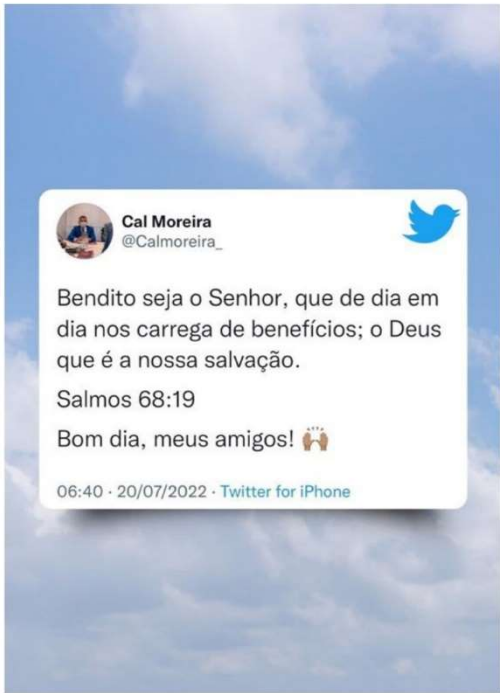 Cal Moreira
@Calmoreira_
Bendito seja o Senhor, que de dia em
dia nos carrega de benefícios; o Deus
que é a nossa salvação.
Salmos 68:19
Bom dia, meus amigos! 🙌🏽
06:40 · 20/07/2022 · Twitter for iPhone